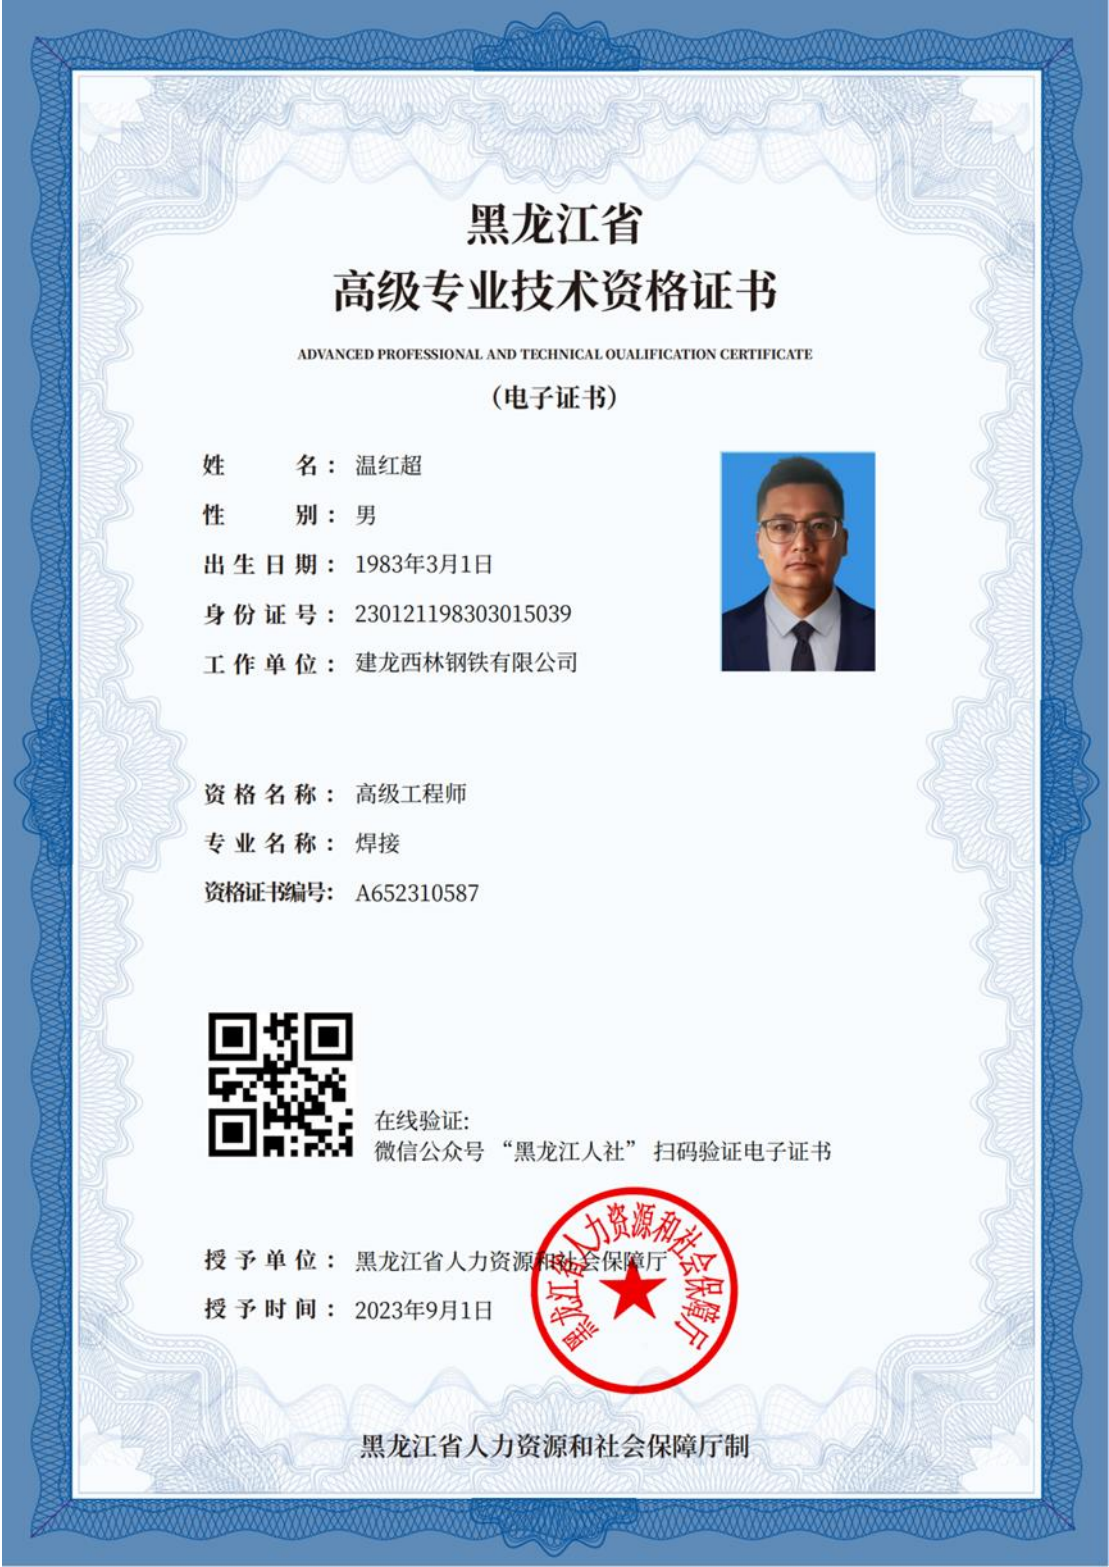 黑龙江省
高级专业技术资格证书
ADVANCED PROFESSIONAL AND TECHNICAL OUALIFICATION CERTIFICATE
（电子证书）
姓名：温红超
性别：男
出生日期：1983年3月1日
身份证号：230121198303015039
工作单位：建龙西林钢铁有限公司
资格名称：高级工程师
专业名称：焊接
资格证书编号：A652310587
在线验证:
微信公众号“黑龙江人社”扫码验证电子证书
授予单位：黑龙江省人力资源和社会保障厅
授予时间：2023年9月1日
黑龙江省人力资源和社会保障厅
黑龙江省人力资源和社会保障厅制